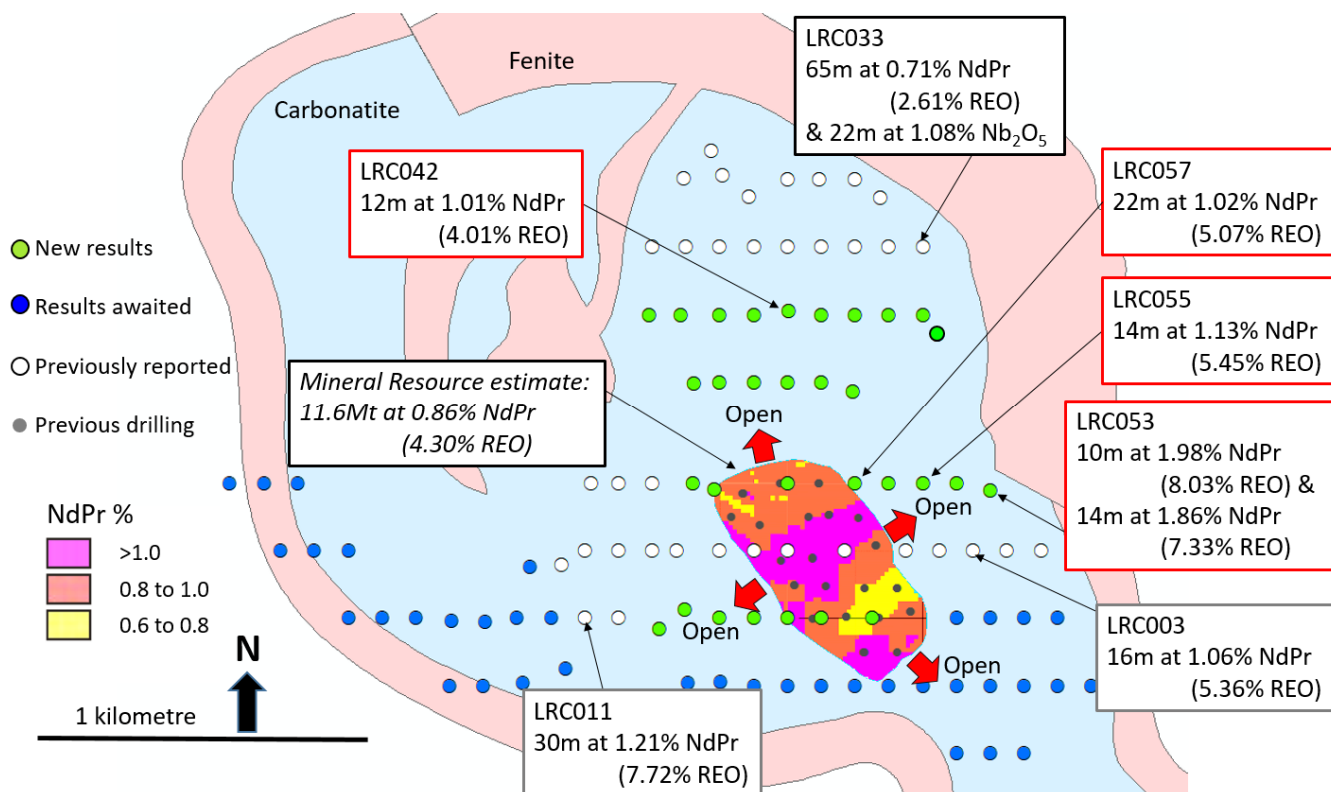 Fenite
Carbonatite
LRC033
65m at 0.71% NdPr
(2.61% REO)
& 22m at 1.08% Nb₂O₅
LRC042
12m at 1.01% NdPr
(4.01% REO)
LRC057
22m at 1.02% NdPr
(5.07% REO)
New results
Results awaited
Previously reported
Previous drilling
LRC055
14m at 1.13% NdPr
(5.45% REO)
Mineral Resource estimate:
11.6Mt at 0.86% NdPr
(4.30% REO)
Open
LRC053
10m at 1.98% NdPr
(8.03% REO) &
14m at 1.86% NdPr
(7.33% REO)
Open
NdPr %
>1.0
0.8 to 1.0
0.6 to 0.8
Open
Open
LRC003
16m at 1.06% NdPr
(5.36% REO)
N
1 kilometre
LRC011
30m at 1.21% NdPr
(7.72% REO)